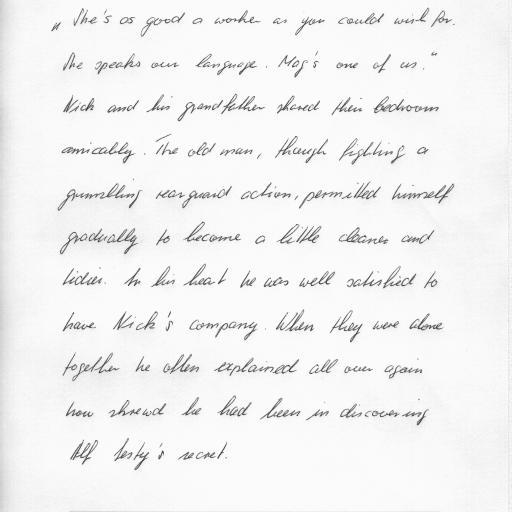 „She's as good a worker as you could wish for.
She speaks our language. Mog's one of us."
Nick and his grandfather shared their bedroom
amicably. The old man, though fighting a
grumbling rearguard action, permitted himself
gradually to become a little cleaner and
tidier. In his heart he was well satisfied to
have Nick's company. When they were alone
together he often explained all over again
how shrewd he had been in discovering
Alf Testy's secret.